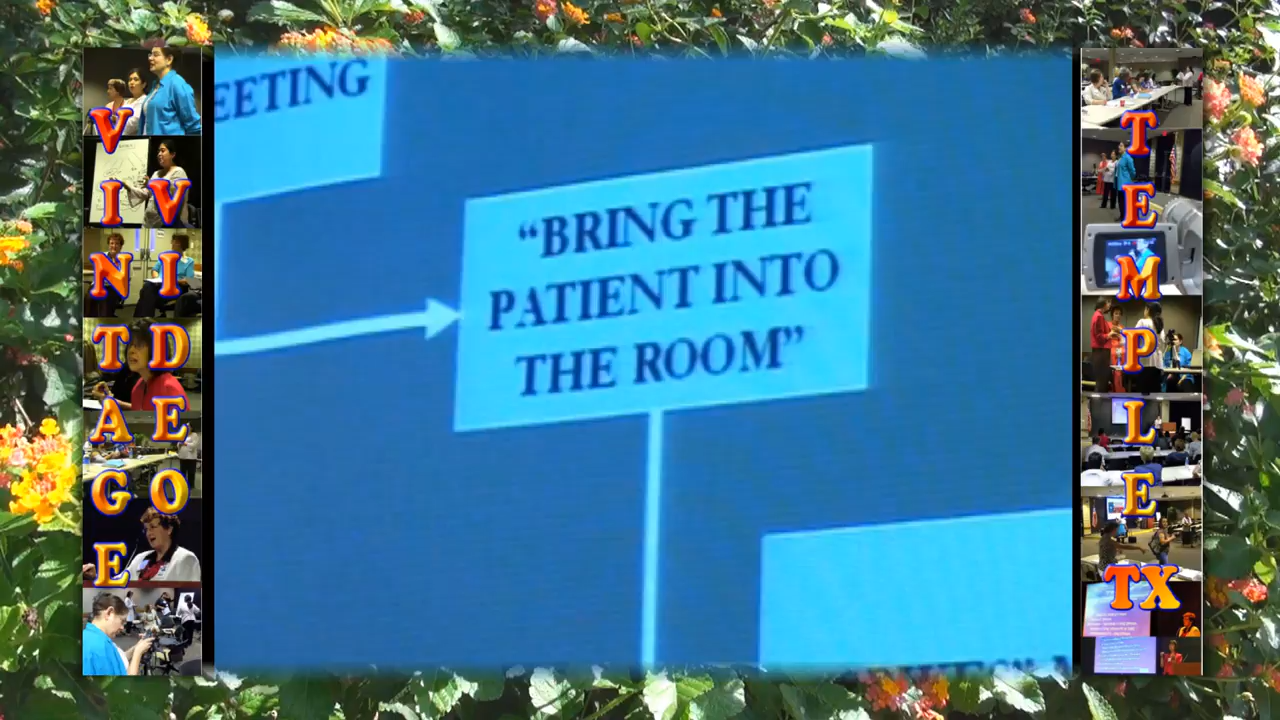 VINTAGE
VIDEO
EETING
“BRING THE
PATIENT INTO
THE ROOM”
TEMPLE
TX